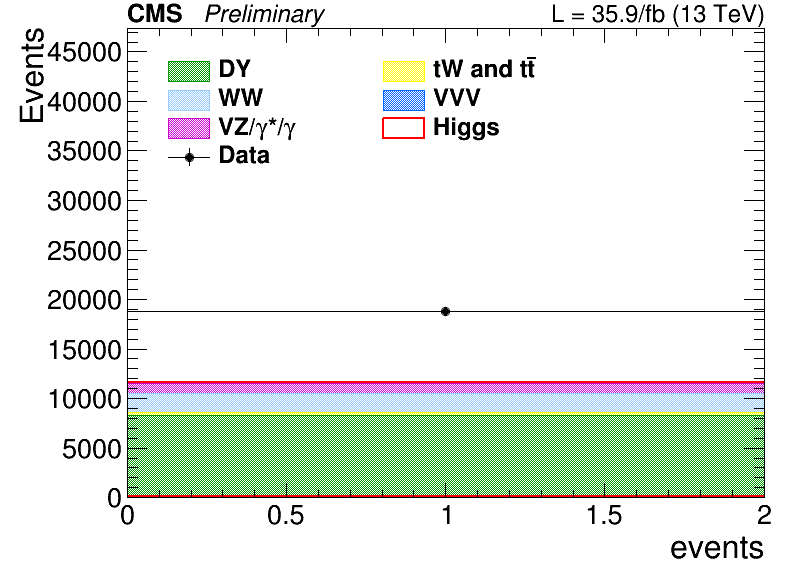 CMS Preliminary L = 35.9/fb (13 TeV)
Events
45000
40000
35000
30000
25000
20000
15000
10000
5000
0
DY tW and tt̄
WW VVV
VZ/γ*/γ Higgs
Data
0 0.5 1 1.5 2
events